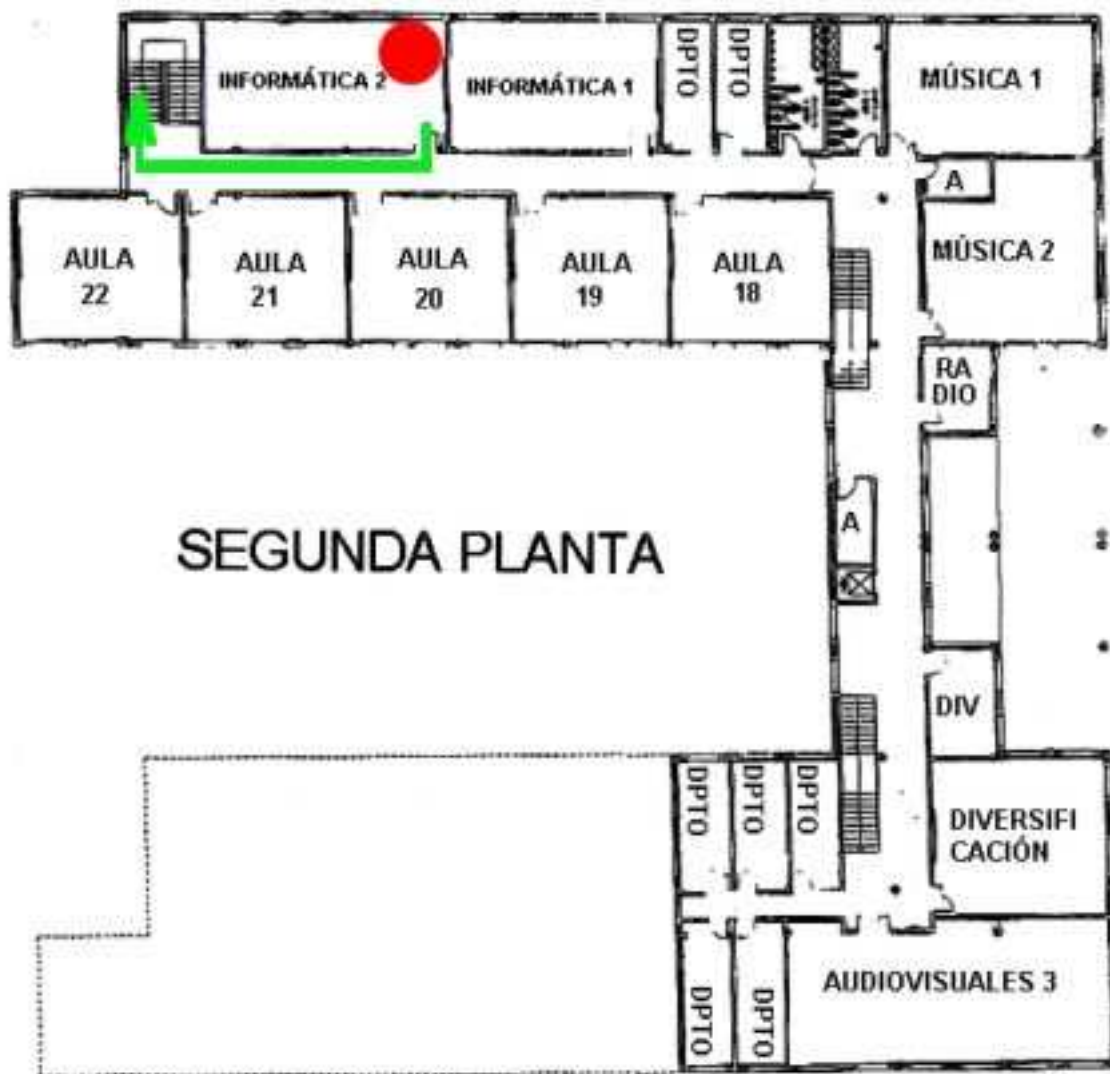 INFORMÁTICA 2
INFORMÁTICA 1
DPTO
DPTO
MÚSICA 1
A
MÚSICA 2
AULA
22
AULA
21
AULA
20
AULA
19
AULA
18
RA
DIO
A
SEGUNDA PLANTA
DIV
DPTO
DPTO
DPTO
DIVERSIFI
CACIÓN
DPTO
DPTO
AUDIOVISUALES 3